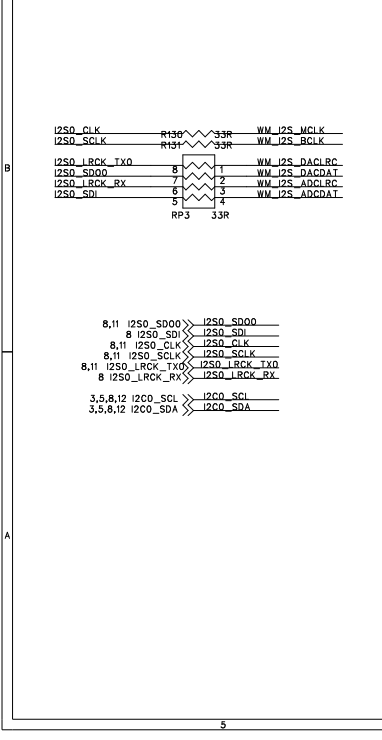 I2S0_CLK R130 33R WM_I2S_MCLK
I2S0_SCLK R131 33R WM_I2S_BCLK
I2S0_LRCK_TX0 8 1 WM_I2S_DACLRC
I2S0_SDO0 7 2 WM_I2S_DACDAT
I2S0_LRCK_RX 6 3 WM_I2S_ADCLRC
I2S0_SDI 5 4 WM_I2S_ADCDAT
RP3 33R
B
8,11 I2S0_SDO0 I2S0_SDO0
8 I2S0_SDI I2S0_SDI
8,11 I2S0_CLK I2S0_CLK
8,11 I2S0_SCLK I2S0_SCLK
8,11 I2S0_LRCK_TX0 I2S0_LRCK_TX0
8 I2S0_LRCK_RX I2S0_LRCK_RX
3,5,8,12 I2C0_SCL I2C0_SCL
3,5,8,12 I2C0_SDA I2C0_SDA
A
5